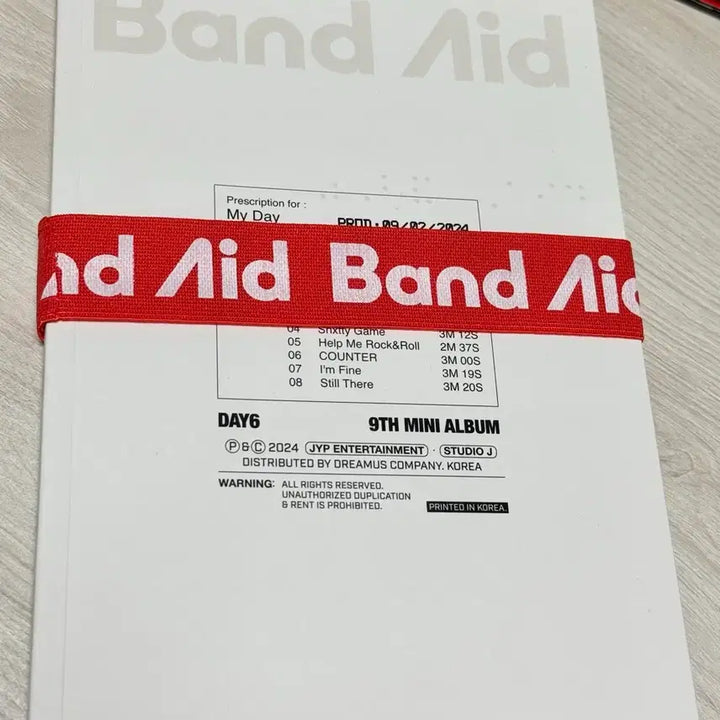 Band Aid
Prescription for :
My Day PROD : 09/02/2024
nd Aid Band Aid
04 Shxtty Game 3M 12S
05 Help Me Rock&Roll 2M 37S
06 COUNTER 3M 00S
07 I'm Fine 3M 19S
08 Still There 3M 20S
DAY6 9TH MINI ALBUM
Ⓟ&Ⓒ 2024 JYP ENTERTAINMENT · STUDIO J
DISTRIBUTED BY DREAMUS COMPANY. KOREA
WARNING: ALL RIGHTS RESERVED.
UNAUTHORIZED DUPLICATION
& RENT IS PROHIBITED.
PRINTED IN KOREA.